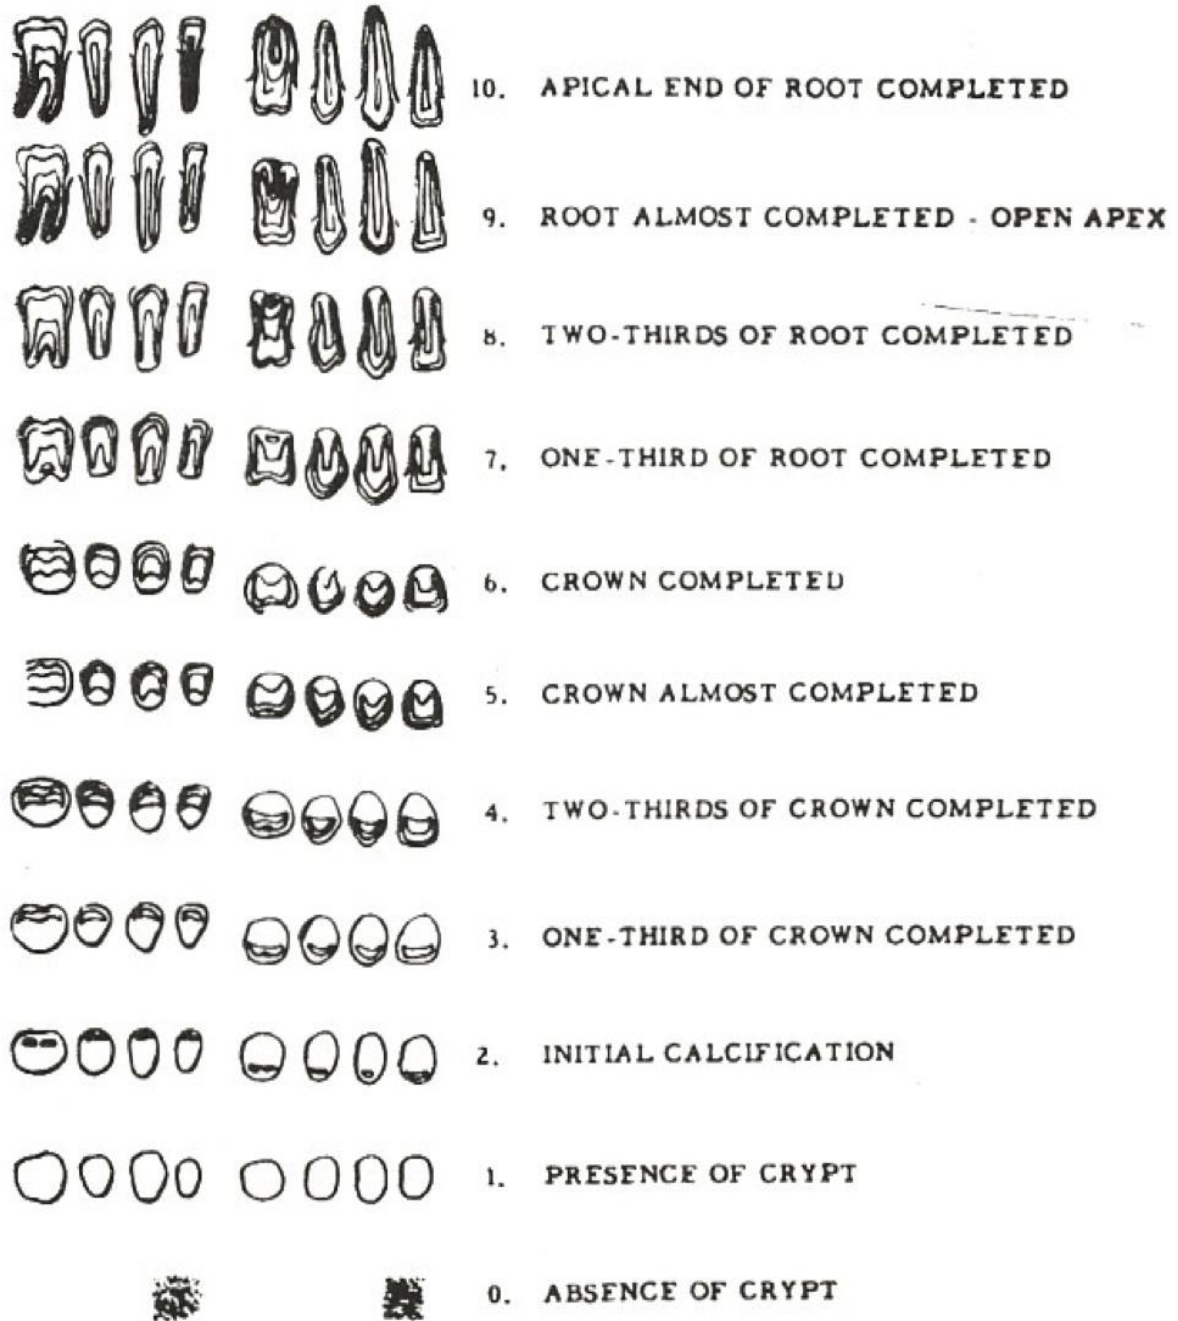 10. APICAL END OF ROOT COMPLETED
9. ROOT ALMOST COMPLETED - OPEN APEX
8. TWO-THIRDS OF ROOT COMPLETED
7. ONE-THIRD OF ROOT COMPLETED
6. CROWN COMPLETED
5. CROWN ALMOST COMPLETED
4. TWO-THIRDS OF CROWN COMPLETED
3. ONE-THIRD OF CROWN COMPLETED
2. INITIAL CALCIFICATION
1. PRESENCE OF CRYPT
0. ABSENCE OF CRYPT